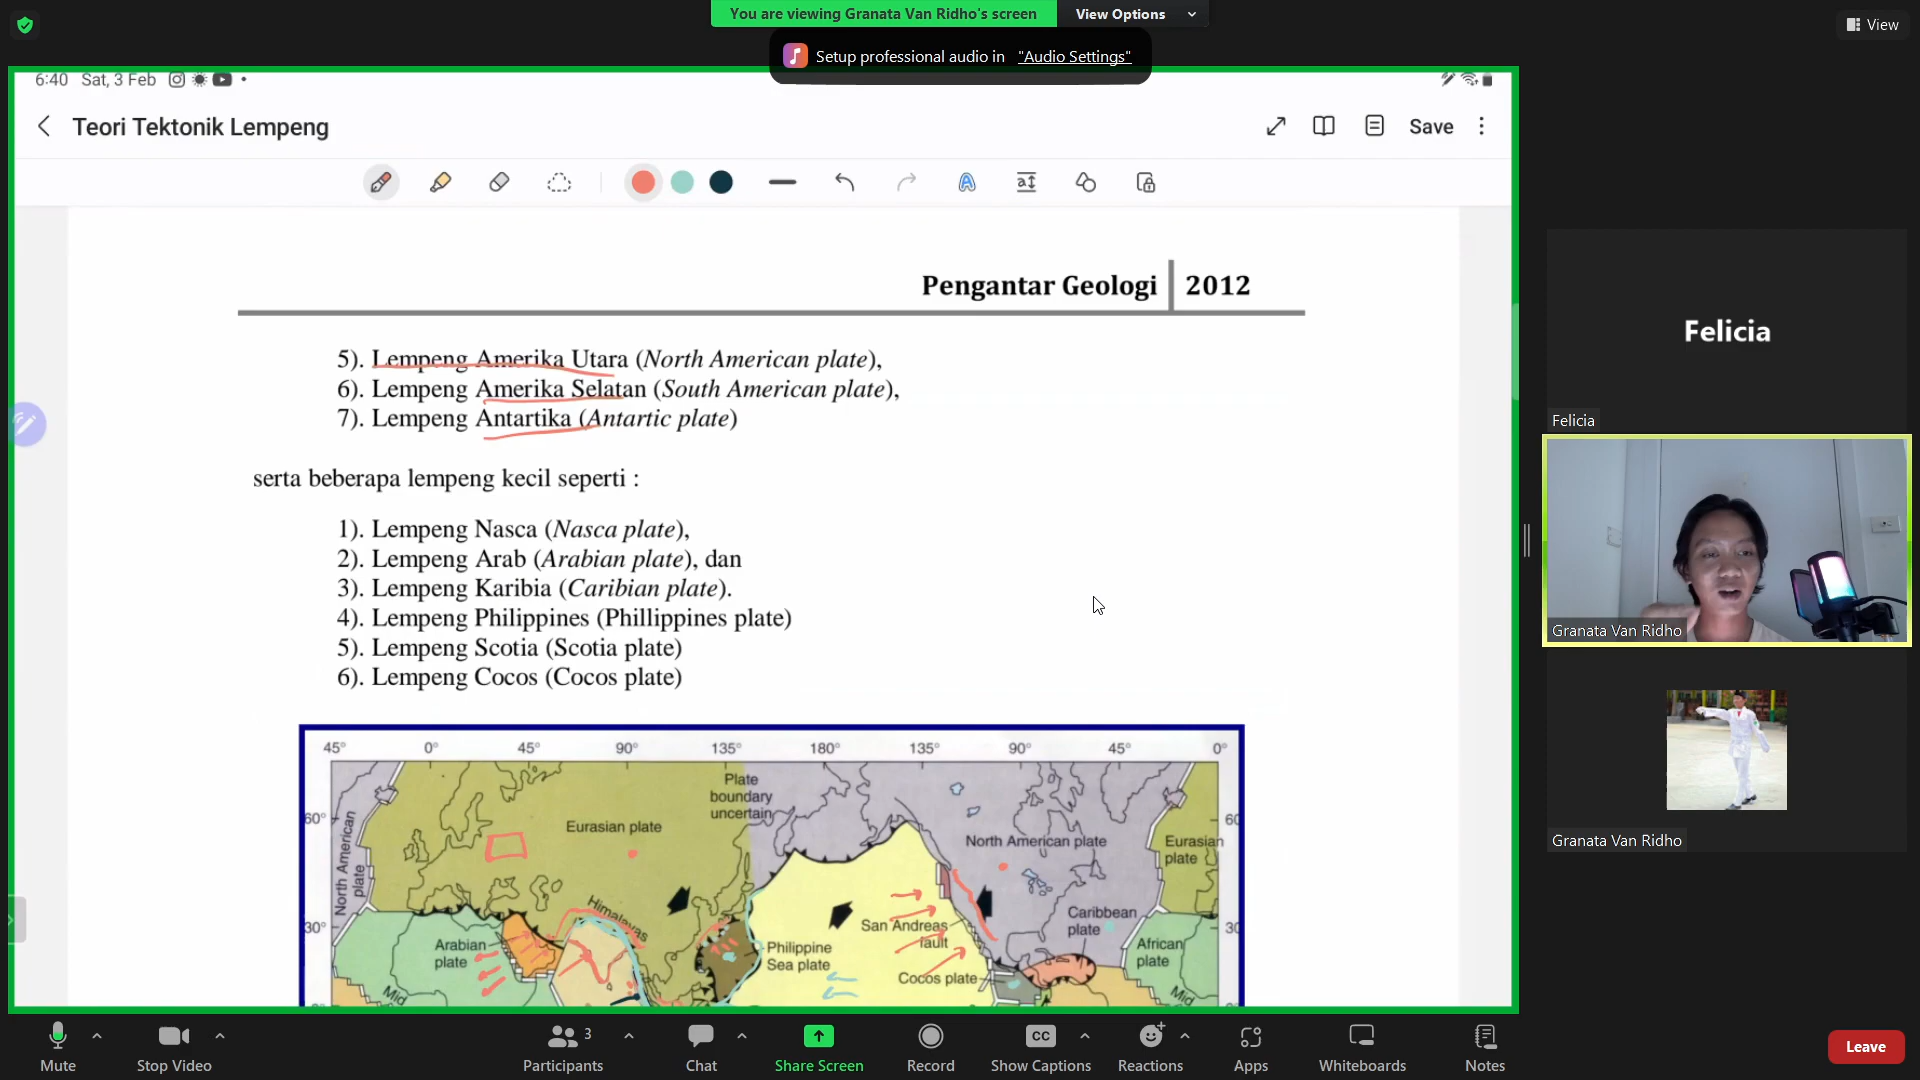 You are viewing Granata Van Ridho's screen
View Options
View
Setup professional audio in "Audio Settings"
6:40 Sat, 3 Feb
Teori Tektonik Lempeng
Save
Pengantar Geologi 2012
5). Lempeng Amerika Utara (North American plate),
6). Lempeng Amerika Selatan (South American plate),
7). Lempeng Antartika (Antartic plate)
serta beberapa lempeng kecil seperti :
1). Lempeng Nasca (Nasca plate),
2). Lempeng Arab (Arabian plate), dan
3). Lempeng Karibia (Caribian plate).
4). Lempeng Philippines (Phillippines plate)
5). Lempeng Scotia (Scotia plate)
6). Lempeng Cocos (Cocos plate)
45° 0° 45° 90° 135° 180° 135° 90° 45° 0°
Plate
boundary
uncertain
60°
60
Eurasian plate
North American plate
Eurasian
plate
North American
plate
Himalayas
30°
30
San Andreas
fault
Caribbean
plate
African
plate
Arabian
plate
Philippine
Sea plate
Cocos plate
Mid
Mid
Felicia
Felicia
Granata Van Ridho
Granata Van Ridho
Mute
Stop Video
Participants
3
Chat
Share Screen
Record
CC
Show Captions
Reactions
Apps
Whiteboards
Notes
Leave